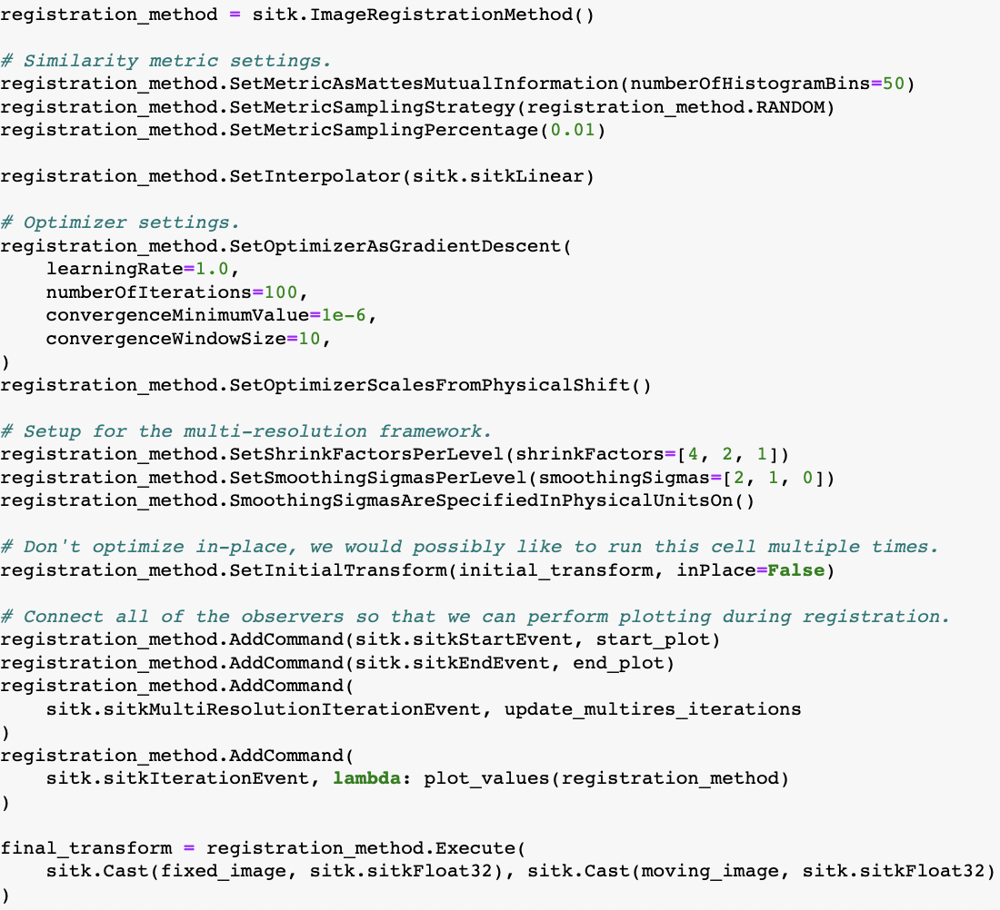 registration_method = sitk.ImageRegistrationMethod()

# Similarity metric settings.
registration_method.SetMetricAsMattesMutualInformation(numberOfHistogramBins=50)
registration_method.SetMetricSamplingStrategy(registration_method.RANDOM)
registration_method.SetMetricSamplingPercentage(0.01)

registration_method.SetInterpolator(sitk.sitkLinear)

# Optimizer settings.
registration_method.SetOptimizerAsGradientDescent(
    learningRate=1.0,
    numberOfIterations=100,
    convergenceMinimumValue=1e-6,
    convergenceWindowSize=10,
)
registration_method.SetOptimizerScalesFromPhysicalShift()

# Setup for the multi-resolution framework.
registration_method.SetShrinkFactorsPerLevel(shrinkFactors=[4, 2, 1])
registration_method.SetSmoothingSigmasPerLevel(smoothingSigmas=[2, 1, 0])
registration_method.SmoothingSigmasAreSpecifiedInPhysicalUnitsOn()

# Don't optimize in-place, we would possibly like to run this cell multiple times.
registration_method.SetInitialTransform(initial_transform, inPlace=False)

# Connect all of the observers so that we can perform plotting during registration.
registration_method.AddCommand(sitk.sitkStartEvent, start_plot)
registration_method.AddCommand(sitk.sitkEndEvent, end_plot)
registration_method.AddCommand(
    sitk.sitkMultiResolutionIterationEvent, update_multires_iterations
)
registration_method.AddCommand(
    sitk.sitkIterationEvent, lambda: plot_values(registration_method)
)

final_transform = registration_method.Execute(
    sitk.Cast(fixed_image, sitk.sitkFloat32), sitk.Cast(moving_image, sitk.sitkFloat32)
)